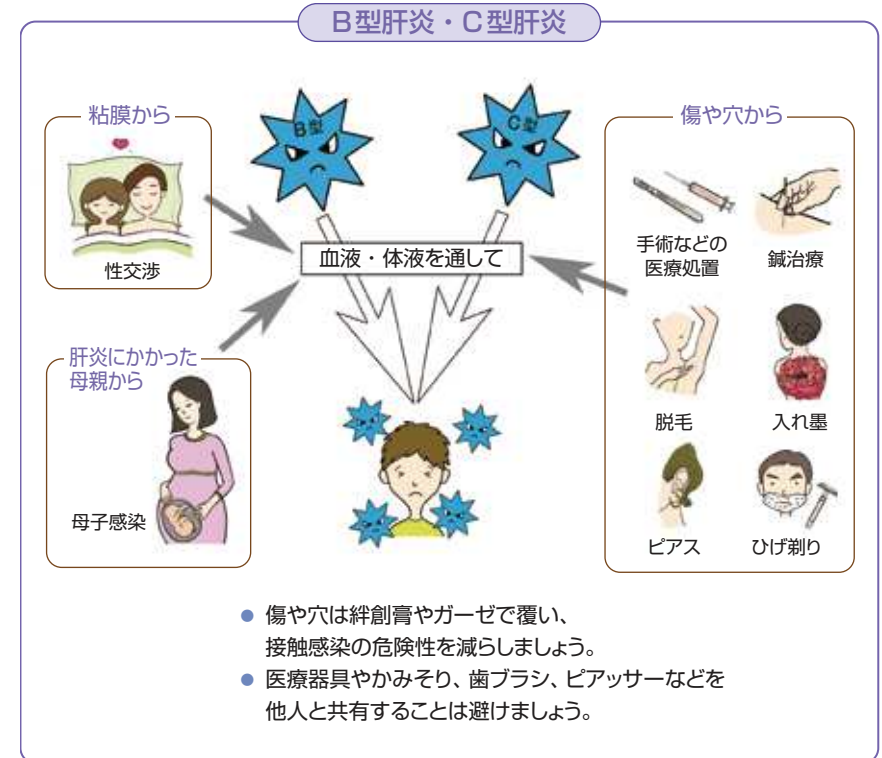 B型肝炎・C型肝炎
粘膜から
性交渉
B型
C型
血液・体液を通して
肝炎にかかった
母親から
母子感染
傷や穴から
手術などの
医療処置
鍼治療
脱毛
入れ墨
ピアス
ひげ剃り
● 傷や穴は絆創膏やガーゼで覆い、
接触感染の危険性を減らしましょう。
● 医療器具やかみそり、歯ブラシ、ピアッサーなどを
他人と共有することは避けましょう。